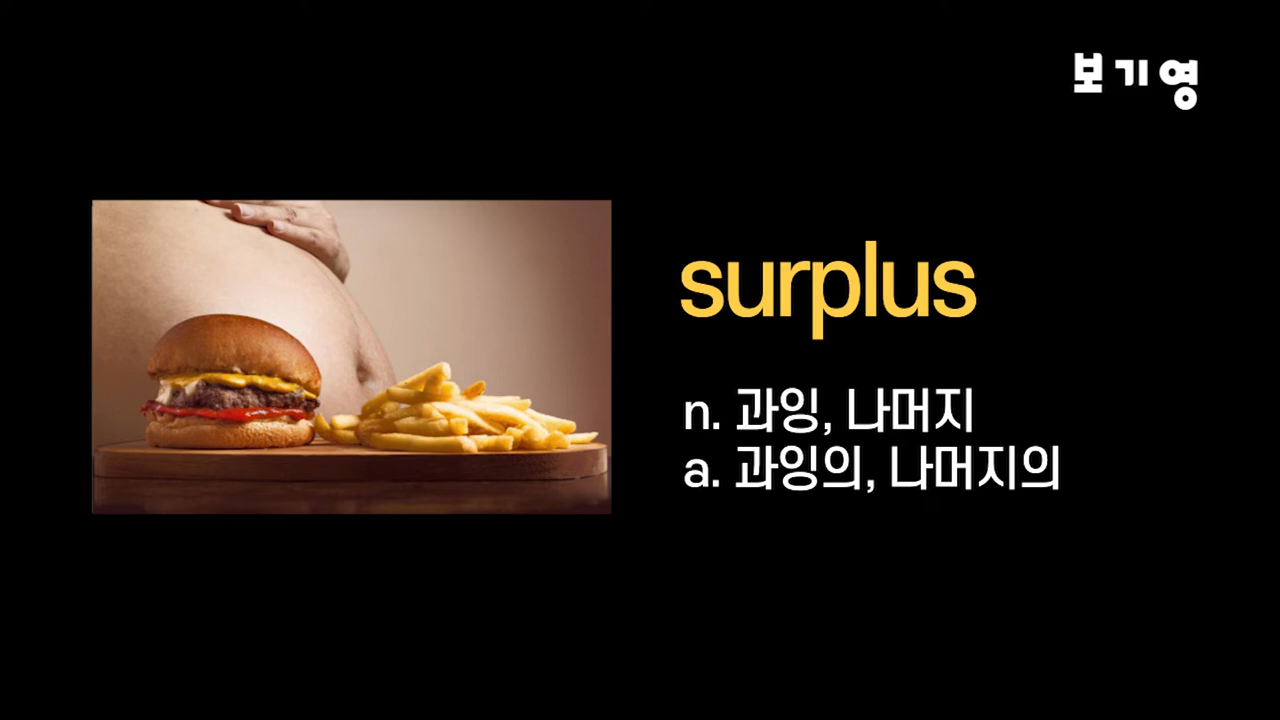 보기영
surplus
n. 과잉, 나머지
a. 과잉의, 나머지의